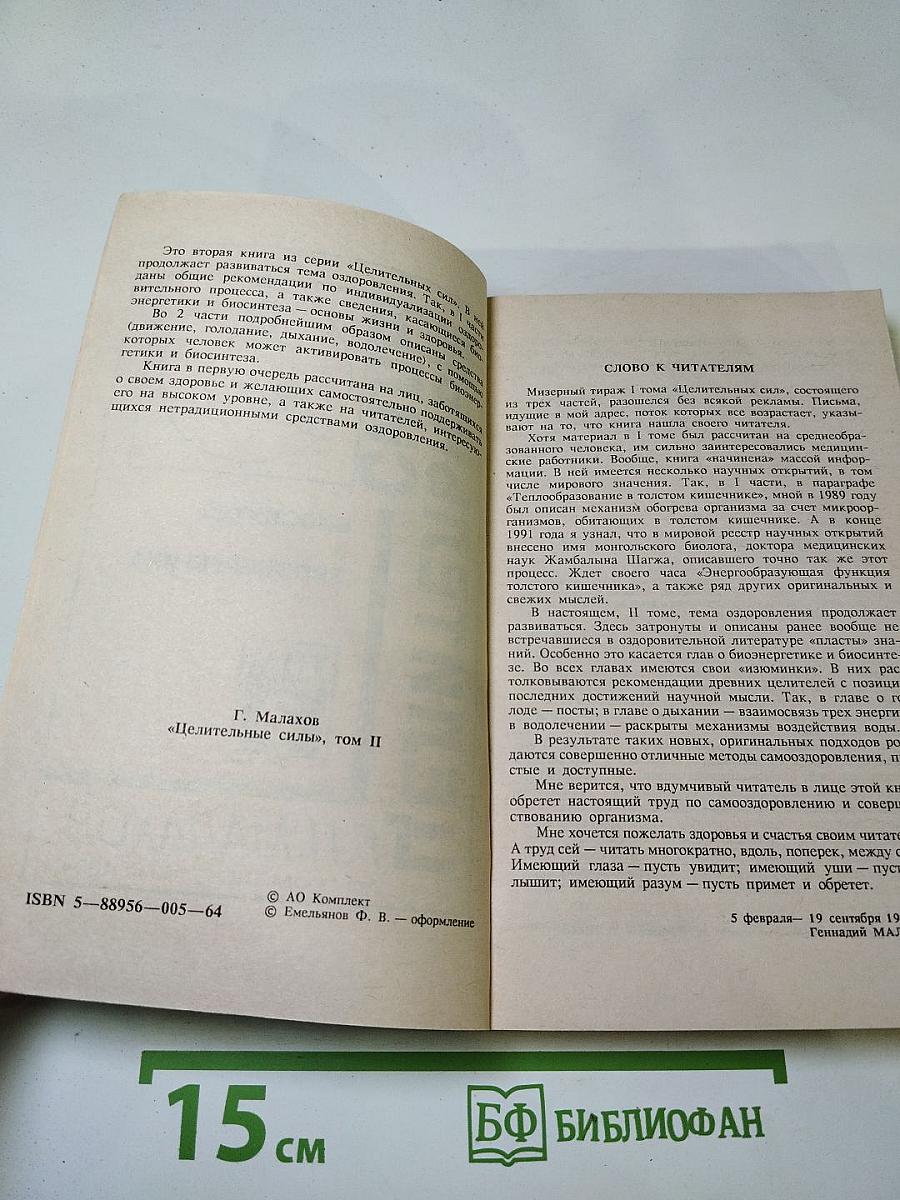 Это вторая книга из серии «Целительных сил». В ней
продолжает развиваться тема оздоровления. Так, в I части
даны общие рекомендации по индивидуализации оздоро-
вительного процесса, а также сведения, касающиеся био-
энергетики и биосинтеза — основы жизни и здоровья.
Во 2 части подробнейшим образом описаны средства
(движение, голодание, дыхание, водолечение), с помощью
которых человек может активировать процессы биоэнер-
гетики и биосинтеза.
Книга в первую очередь рассчитана на лиц, заботящихся
о своем здоровье и желающих самостоятельно поддерживать
его на высоком уровне, а также на читателей, интересую-
щихся нетрадиционными средствами оздоровления.
Г. Малахов
«Целительные силы», том II
ISBN 5—88956—005—64
© АО Комплект
© Емельянов Ф. В. — оформление
СЛОВО К ЧИТАТЕЛЯМ
Мизерный тираж I тома «Целительных сил», состоящего
из трех частей, разошелся без всякой рекламы. Письма,
идущие в мой адрес, поток которых все возрастает, указы-
вают на то, что книга нашла своего читателя.
Хотя материал в I томе был рассчитан на среднеобра-
зованного человека, им сильно заинтересовались медицин-
ские работники. Вообще, книга «начинена» массой инфор-
мации. В ней имеется несколько научных открытий, в том
числе мирового значения. Так, в I части, в параграфе
«Теплообразование в толстом кишечнике», мной в 1989 году
был описан механизм обогрева организма за счет микроор-
ганизмов, обитающих в толстом кишечнике. А в конце
1991 года я узнал, что в мировой реестр научных открытий
внесено имя монгольского биолога, доктора медицинских
наук Жамбалына Шагжа, описавшего точно так же этот
процесс. Ждет своего часа «Энергообразующая функция
толстого кишечника», а также ряд других оригинальных и
свежих мыслей.
В настоящем, II томе, тема оздоровления продолжает
развиваться. Здесь затронуты и описаны ранее вообще не
встречавшиеся в оздоровительной литературе «пласты» зна-
ний. Особенно это касается глав о биоэнергетике и биосинте-
зе. Во всех главах имеются свои «изюминки». В них рас
толковываются рекомендации древних целителей с позици
последних достижений научной мысли. Так, в главе о го
лоде — посты; в главе о дыхании — взаимосвязь трех энерги
в водолечении — раскрыты механизмы воздействия воды.
В результате таких новых, оригинальных подходов ро
даются совершенно отличные методы самооздоровления, п
стые и доступные.
Мне верится, что вдумчивый читатель в лице этой кн
обретет настоящий труд по самооздоровлению и соверш
ствованию организма.
Мне хочется пожелать здоровья и счастья своим читате
А труд сей — читать многократно, вдоль, поперек, между с
Имеющий глаза — пусть увидит; имеющий уши — пуст
лышит; имеющий разум — пусть примет и обретет.
5 февраля— 19 сентября 19
Геннадий МАЛ
15 см
БФ БИБЛИОФАН